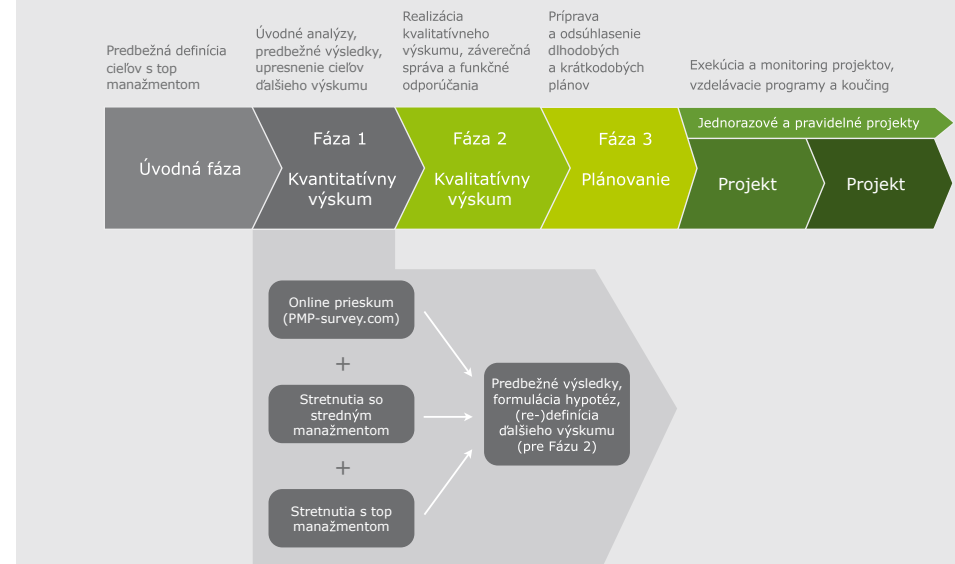 Predbežná definícia
cieľov s top
manažmentom
Úvodné analýzy,
predbežné výsledky,
upresnenie cieľov
ďalšieho výskumu
Realizácia
kvalitatívneho
výskumu, záverečná
správa a funkčné
odporúčania
Príprava
a odsúhlasenie
dlhodobých
a krátkodobých
plánov
Exekúcia a monitoring projektov,
vzdelávacie programy a koučing
Úvodná fáza
Fáza 1
Kvantitatívny
výskum
Fáza 2
Kvalitatívny
výskum
Fáza 3
Plánovanie
Jednorazové a pravidelné projekty
Projekt
Projekt
Online prieskum
(PMP-survey.com)
+
Stretnutia so
stredným
manažmentom
+
Stretnutia s top
manažmentom
Predbežné výsledky,
formulácia hypotéz,
(re-)definícia
ďalšieho výskumu
(pre Fázu 2)